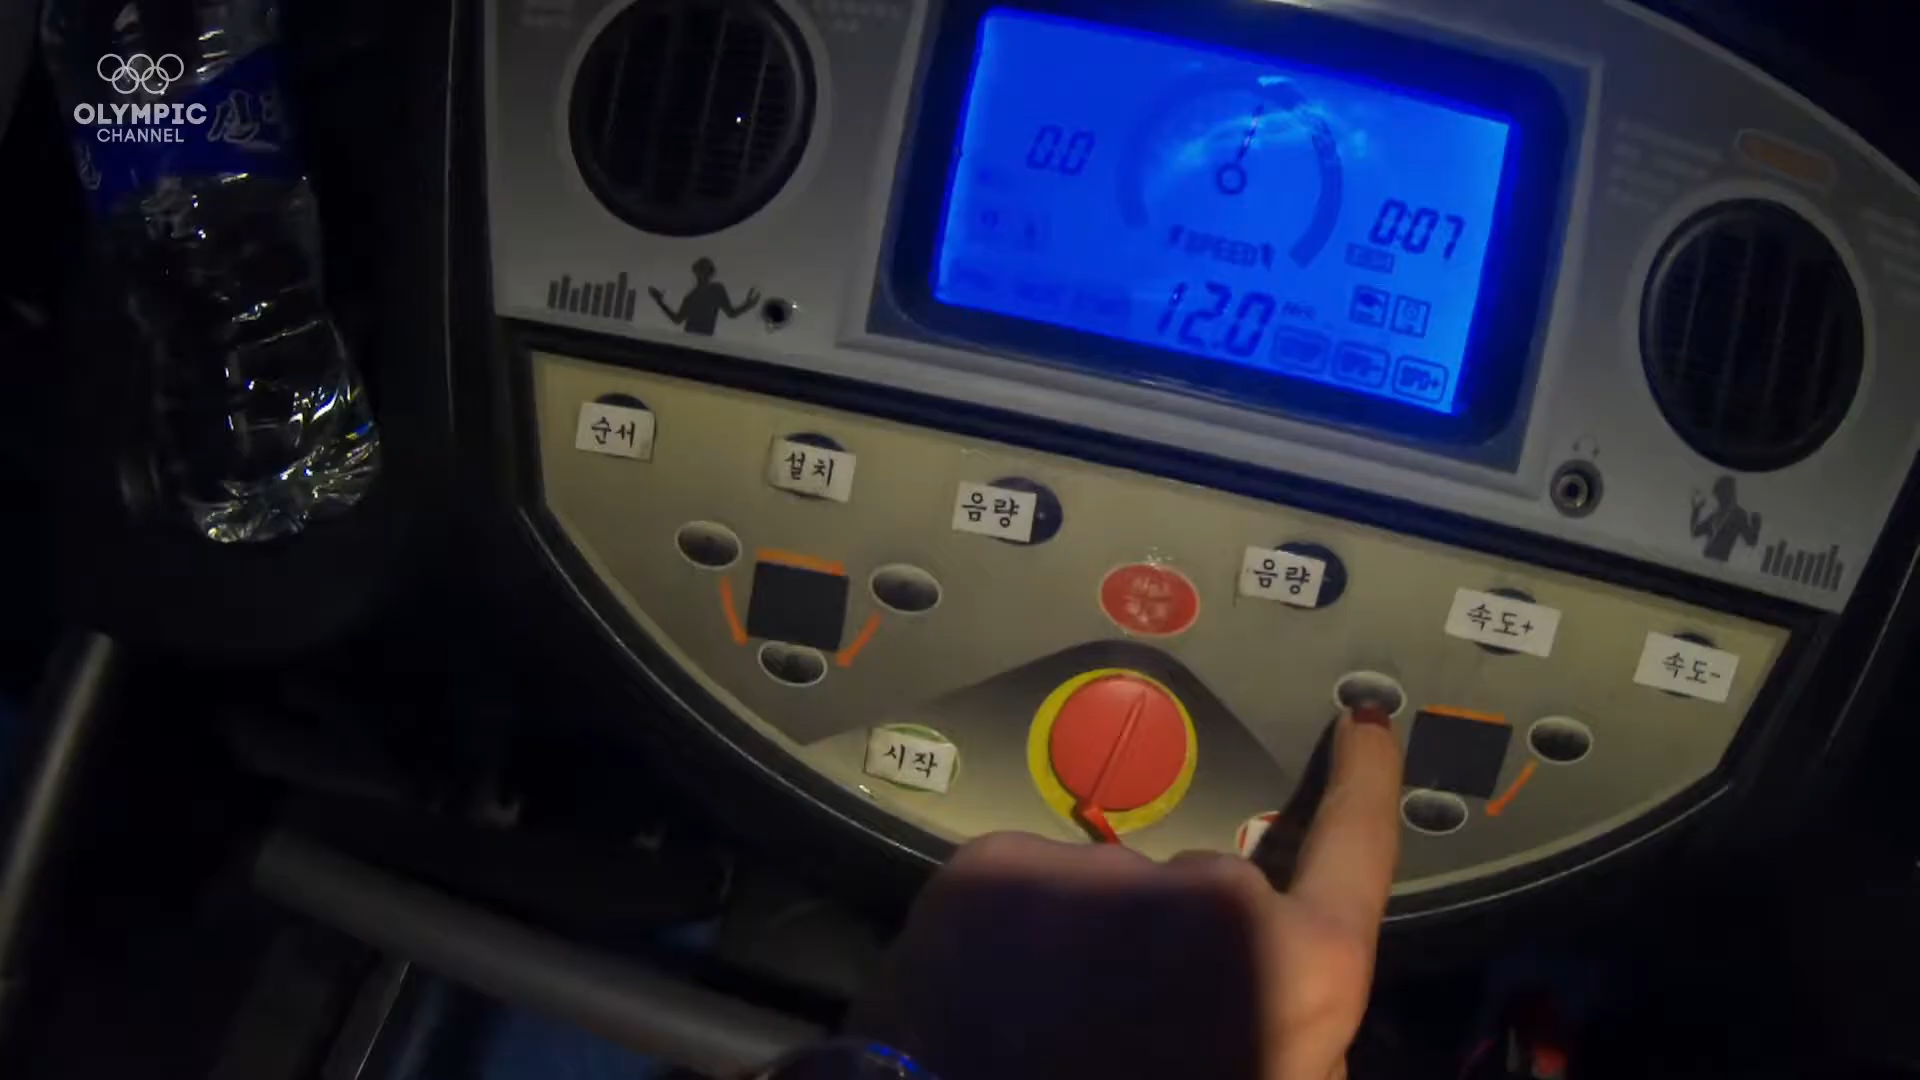 OLYMPIC
CHANNEL
0.0
0:07
SPEED
12.0
SPD+
순서
설치
음량
음량
속도+
속도-
시작